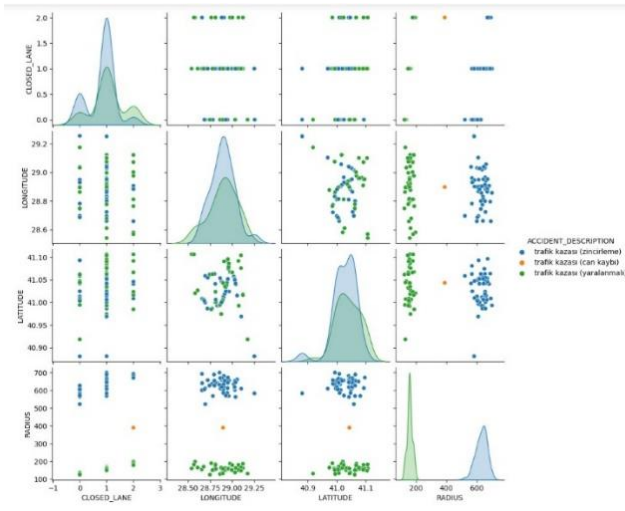 CLOSED_LANE
2.0
1.5
1.0
0.5
0.0
LONGITUDE
29.2
29.0
28.8
28.6
LATITUDE
41.10
41.05
41.00
40.95
40.90
RADIUS
700
600
500
400
300
200
100
−1 0 1 2 3
CLOSED_LANE
28.50 28.75 29.00 29.25
LONGITUDE
40.9 41.0 41.1
LATITUDE
200 400 600
RADIUS
ACCIDENT_DESCRIPTION
trafik kazası (zincirleme)
trafik kazası (can kaybi)
trafik kazası (yaralanmalı)